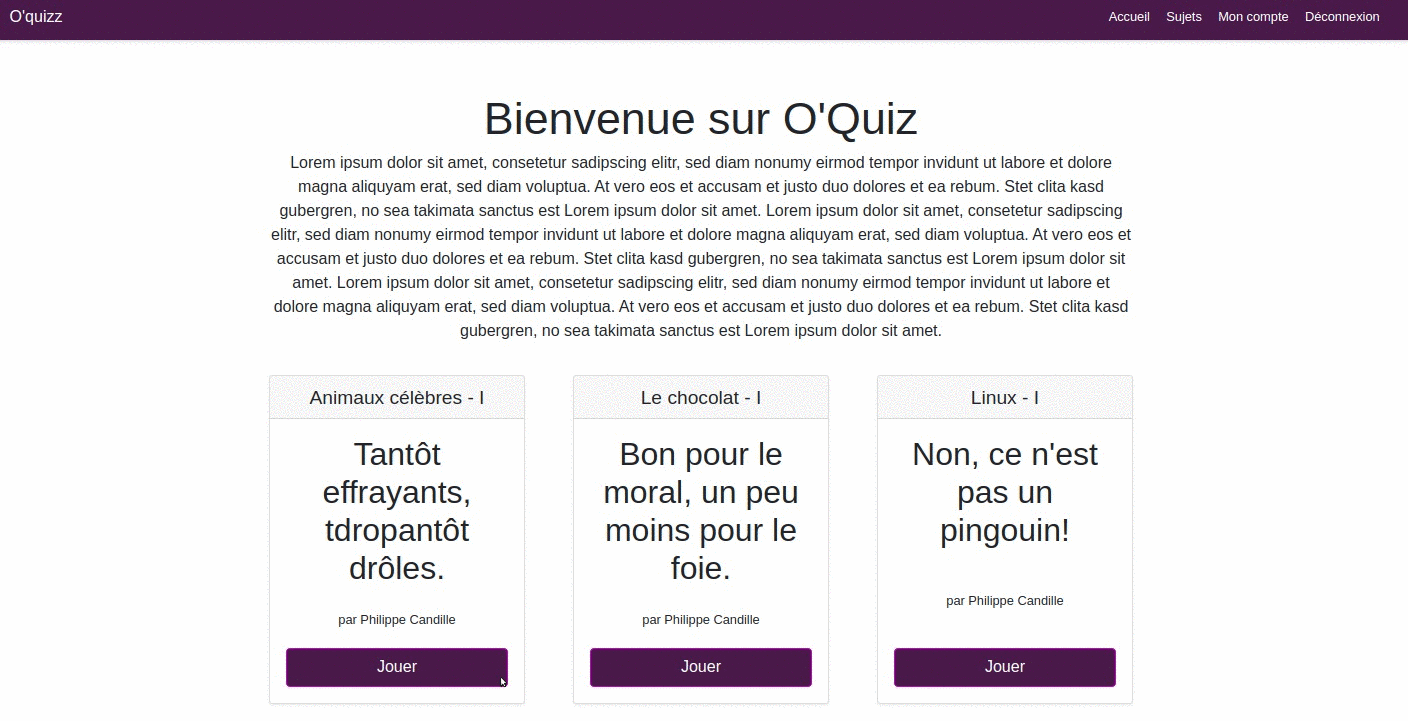 O'quizz
Accueil Sujets Mon compte Déconnexion
Bienvenue sur O'Quiz
Lorem ipsum dolor sit amet, consetetur sadipscing elitr, sed diam nonumy eirmod tempor invidunt ut labore et dolore
magna aliquyam erat, sed diam voluptua. At vero eos et accusam et justo duo dolores et ea rebum. Stet clita kasd
gubergren, no sea takimata sanctus est Lorem ipsum dolor sit amet. Lorem ipsum dolor sit amet, consetetur sadipscing
elitr, sed diam nonumy eirmod tempor invidunt ut labore et dolore magna aliquyam erat, sed diam voluptua. At vero eos et
accusam et justo duo dolores et ea rebum. Stet clita kasd gubergren, no sea takimata sanctus est Lorem ipsum dolor sit
amet. Lorem ipsum dolor sit amet, consetetur sadipscing elitr, sed diam nonumy eirmod tempor invidunt ut labore et
dolore magna aliquyam erat, sed diam voluptua. At vero eos et accusam et justo duo dolores et ea rebum. Stet clita kasd
gubergren, no sea takimata sanctus est Lorem ipsum dolor sit amet.
Animaux célèbres - I
Tantôt
effrayants,
tdropantôt
drôles.
par Philippe Candille
Jouer
Le chocolat - I
Bon pour le
moral, un peu
moins pour le
foie.
par Philippe Candille
Jouer
Linux - I
Non, ce n'est
pas un
pingouin!
par Philippe Candille
Jouer